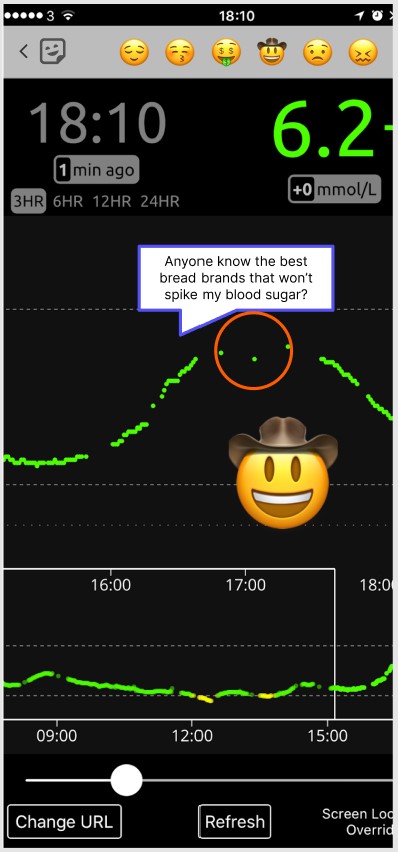 3 18:10
18:10 6.2
1 min ago +0 mmol/L
3HR 6HR 12HR 24HR
Anyone know the best
bread brands that won't
spike my blood sugar?
16:00 17:00 18:00
09:00 12:00 15:00
Change URL Refresh Screen Loc
Overrid